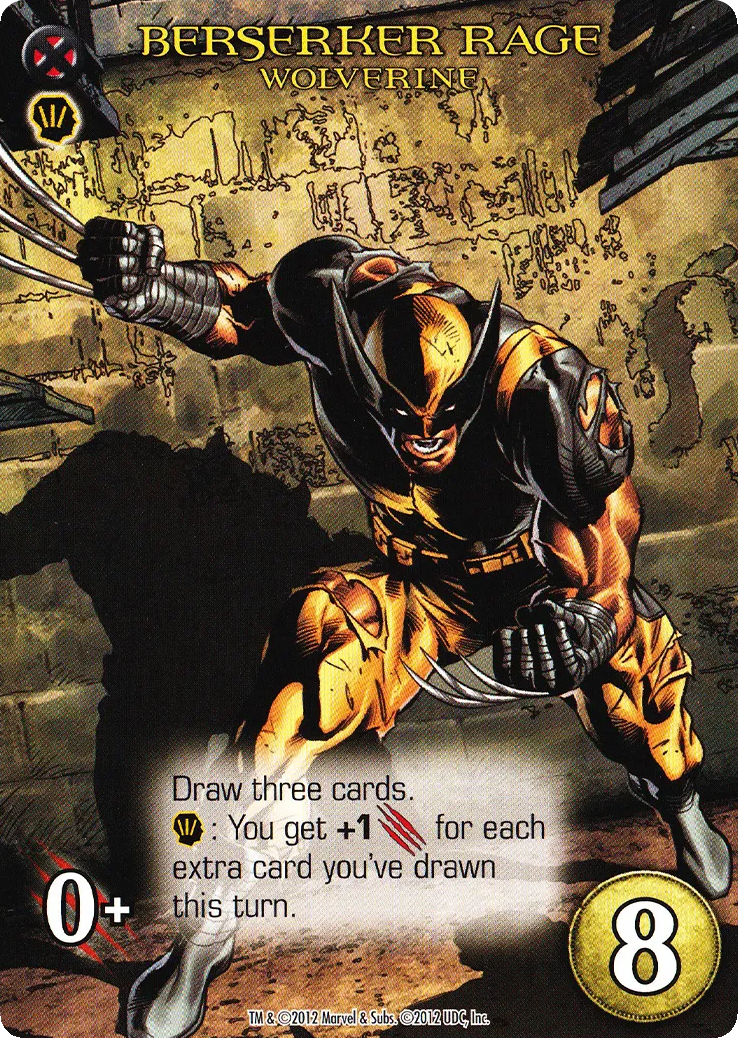 BERSERKER RAGE
WOLVERINE
Draw three cards.
: You get +1 for each
extra card you've drawn
this turn.
0+
8
TM & ©2012 Marvel & Subs. ©2012 UDC, Inc.